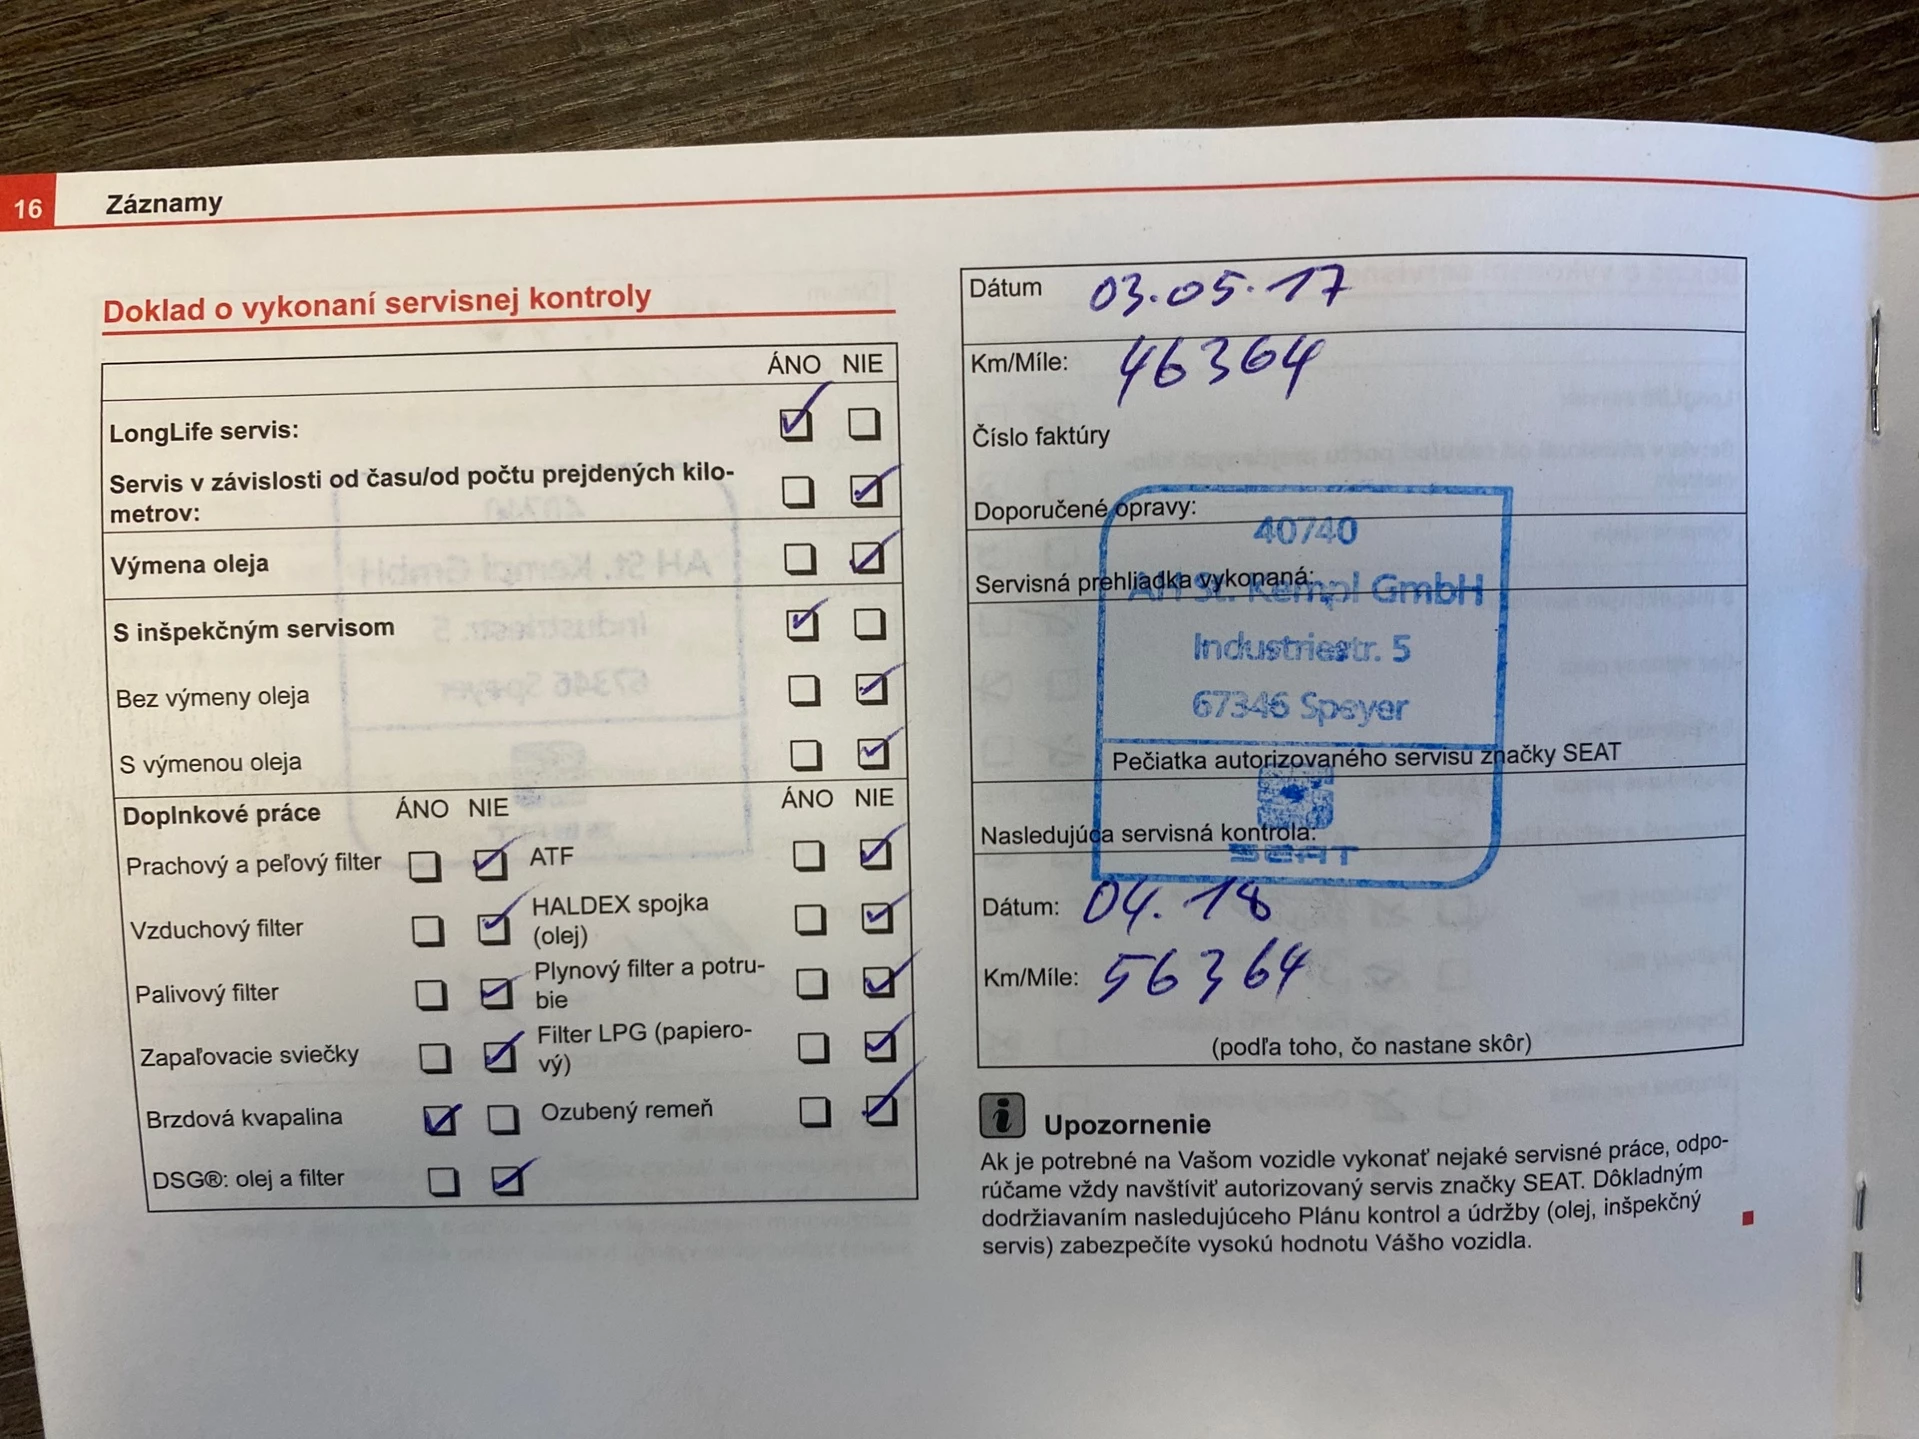 16 Záznamy
Doklad o vykonaní servisnej kontroly
ÁNO NIE
LongLife servis:
Servis v závislosti od času/od počtu prejdených kilo-
metrov:
Výmena oleja
S inšpekčným servisom
Bez výmeny oleja
S výmenou oleja
Doplnkové práce ÁNO NIE ÁNO NIE
Prachový a peľový filter ATF
Vzduchový filter HALDEX spojka
(olej)
Palivový filter Plynový filter a potru-
bie
Zapaľovacie sviečky Filter LPG (papiero-
vý)
Brzdová kvapalina Ozubený remeň
DSG®: olej a filter
Dátum 03.05.17
Km/Míle: 46364
Číslo faktúry
Doporučené opravy:
40740
Servisná prehliadka vykonaná:
AH St. Kempl GmbH
Industriestr. 5
67346 Speyer
Pečiatka autorizovaného servisu značky SEAT
Nasledujúca servisná kontrola:
SEAT
Dátum: 04.18
Km/Míle: 56364
(podľa toho, čo nastane skôr)
i Upozornenie
Ak je potrebné na Vašom vozidle vykonať nejaké servisné práce, odpo-
rúčame vždy navštíviť autorizovaný servis značky SEAT. Dôkladným
dodržiavaním nasledujúceho Plánu kontrol a údržby (olej, inšpekčný
servis) zabezpečíte vysokú hodnotu Vášho vozidla.